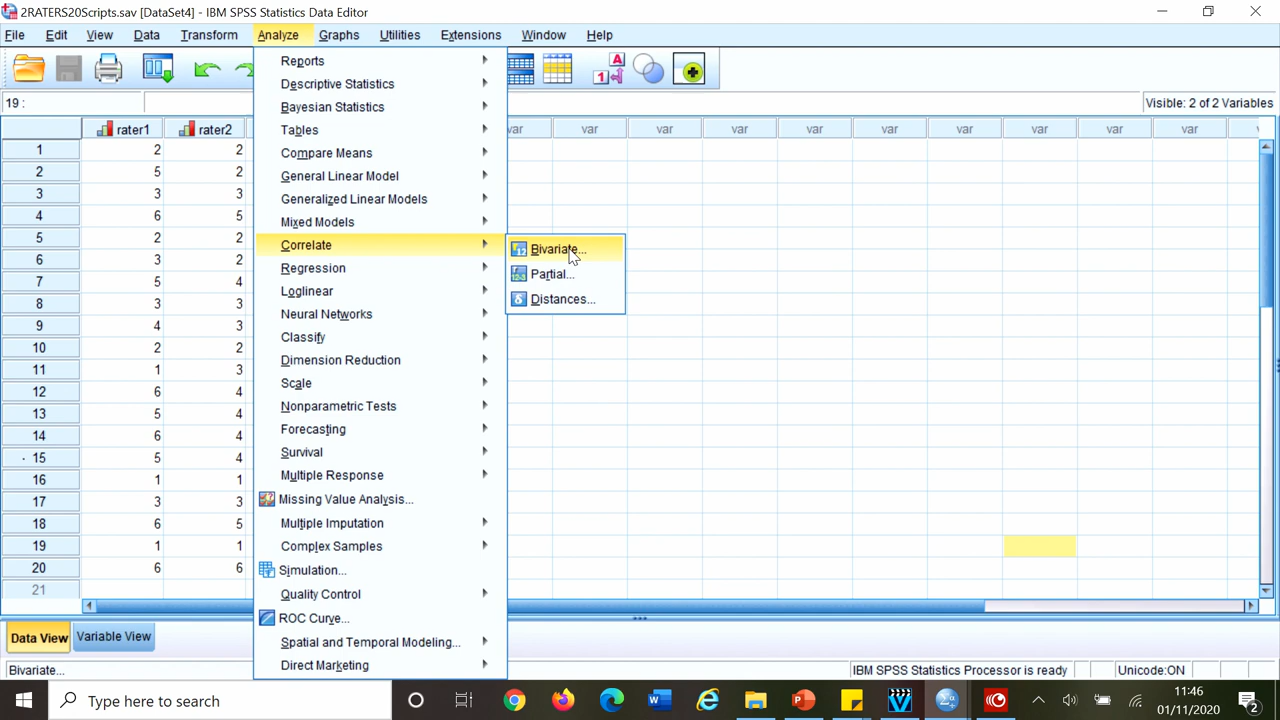 2RATERS20Scripts.sav [DataSet4] - IBM SPSS Statistics Data Editor
File Edit View Data Transform Analyze Graphs Utilities Extensions Window Help
19 :
Visible: 2 of 2 Variables
rater1 rater2 var var var var var var var var var
1 2 2
2 5 2
3 3 3
4 6 5
5 2 2
6 3 2
7 5 4
8 3 3
9 4 3
10 2 2
11 1 3
12 6 4
13 5 4
14 6 4
15 5 4
16 1 1
17 3 3
18 6 5
19 1 1
20 6 6
21
Reports
Descriptive Statistics
Bayesian Statistics
Tables
Compare Means
General Linear Model
Generalized Linear Models
Mixed Models
Correlate
Regression
Loglinear
Neural Networks
Classify
Dimension Reduction
Scale
Nonparametric Tests
Forecasting
Survival
Multiple Response
Missing Value Analysis...
Multiple Imputation
Complex Samples
Simulation...
Quality Control
ROC Curve...
Spatial and Temporal Modeling...
Direct Marketing
Bivariate...
Partial...
Distances...
Data View Variable View
Bivariate...
IBM SPSS Statistics Processor is ready
Unicode:ON
Type here to search
11:46
01/11/2020
2